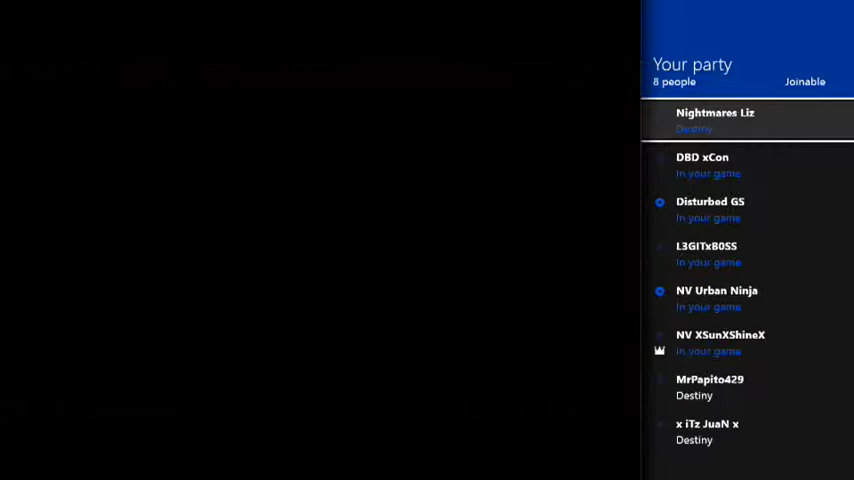 Your party
8 people Joinable
Nightmares Liz
Destiny
DBD xCon
In your game
Disturbed GS
In your game
L3GITxB0SS
In your game
NV Urban Ninja
In your game
NV XSunXShineX
In your game
MrPapito429
Destiny
x iTz JuaN x
Destiny